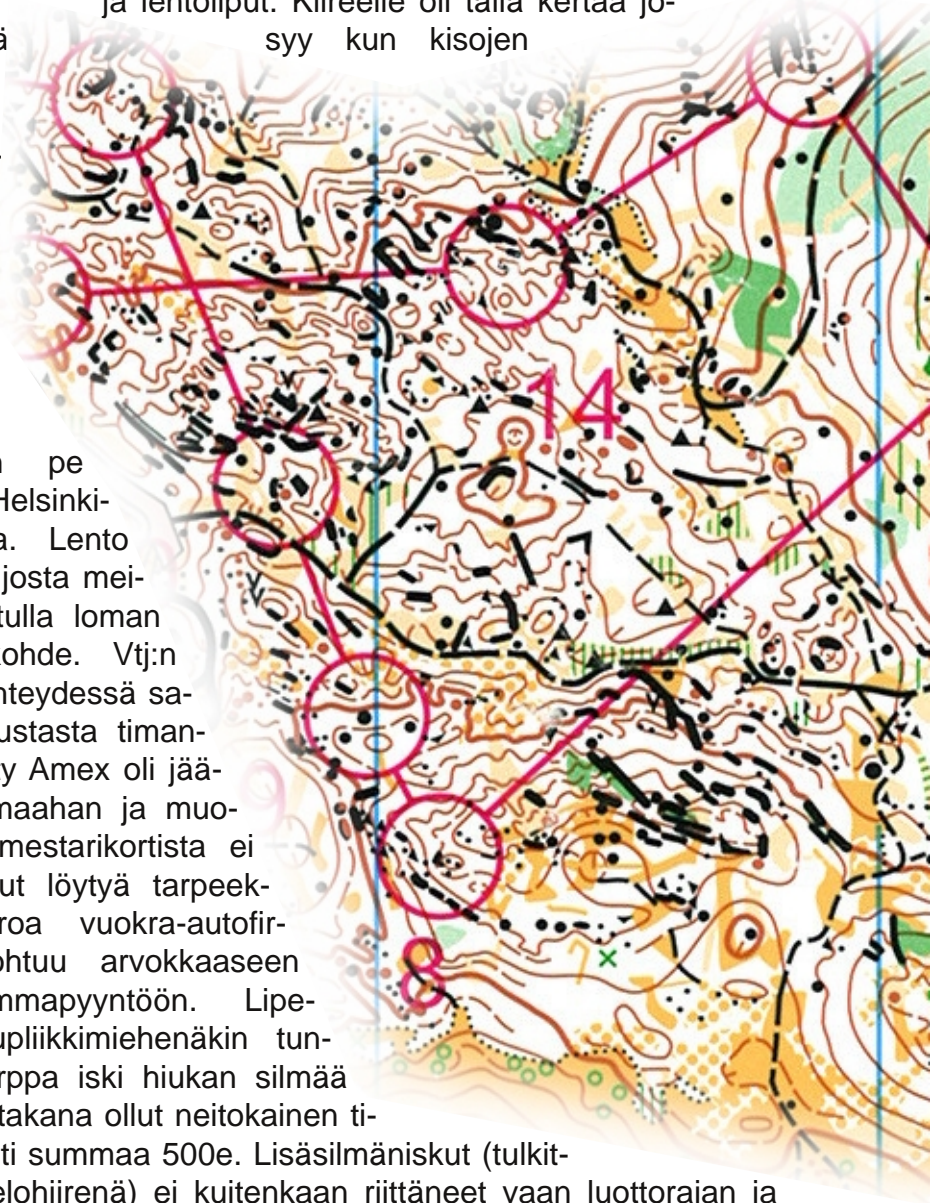 ja lentoliput. Kiireelle oli tällä kertaa jo-
syy kun kisojen
14
pe
Helsinki-
Lento
josta mei-
tulla loman
kohde. Vtj:n
hteydessä sa-
ustasta timan-
ty Amex oli jää-
maahan ja muo-
mestarikortista ei
ut löytyä tarpeek-
roa vuokra-autofir-
ohtuu arvokkaaseen
mmapyyntöön. Lipe-
upliikkimiehenäkin tun-
rppa iski hiukan silmää
takana ollut neitokainen ti-
ti summaa 500e. Lisäsilmäniskut (tulkit-
elohiirenä) ei kuitenkaan riittäneet vaan luottorajan ja
8